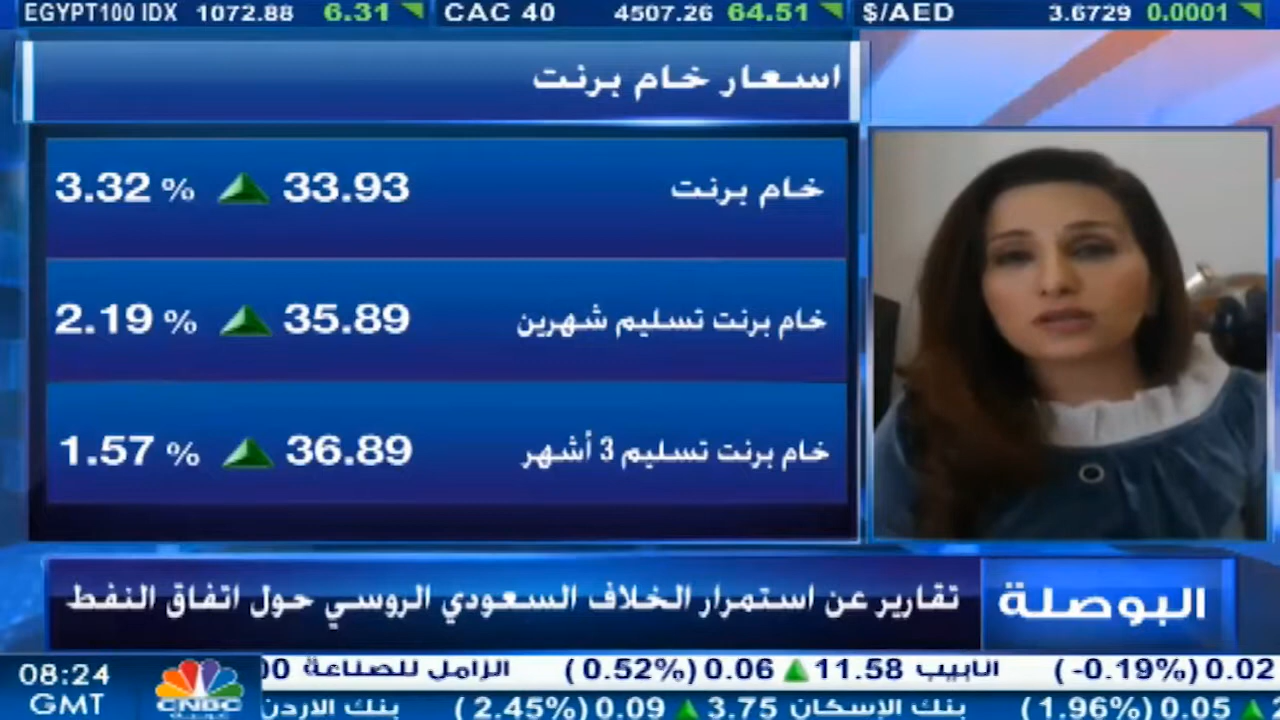 EGYPT100 IDX 1072.88 6.31 CAC 40 4507.26 64.51 $/AED 3.6729 0.0001
اسعار خام برنت
خام برنت 33.93 3.32 %
خام برنت تسليم شهرين 35.89 2.19 %
خام برنت تسليم 3 أشهر 36.89 1.57 %
البوصلة
تقارير عن استمرار الخلاف السعودي الروسي حول اتفاق النفط
0.02 (-0.19%) انابيب 11.58 0.06 (0.52%) الزامل للصناعة
0.05 (1.96%) بنك الإسكان 3.75 0.09 (2.45%) بنك الاردن
08:24
GMT
CNBC
عربية